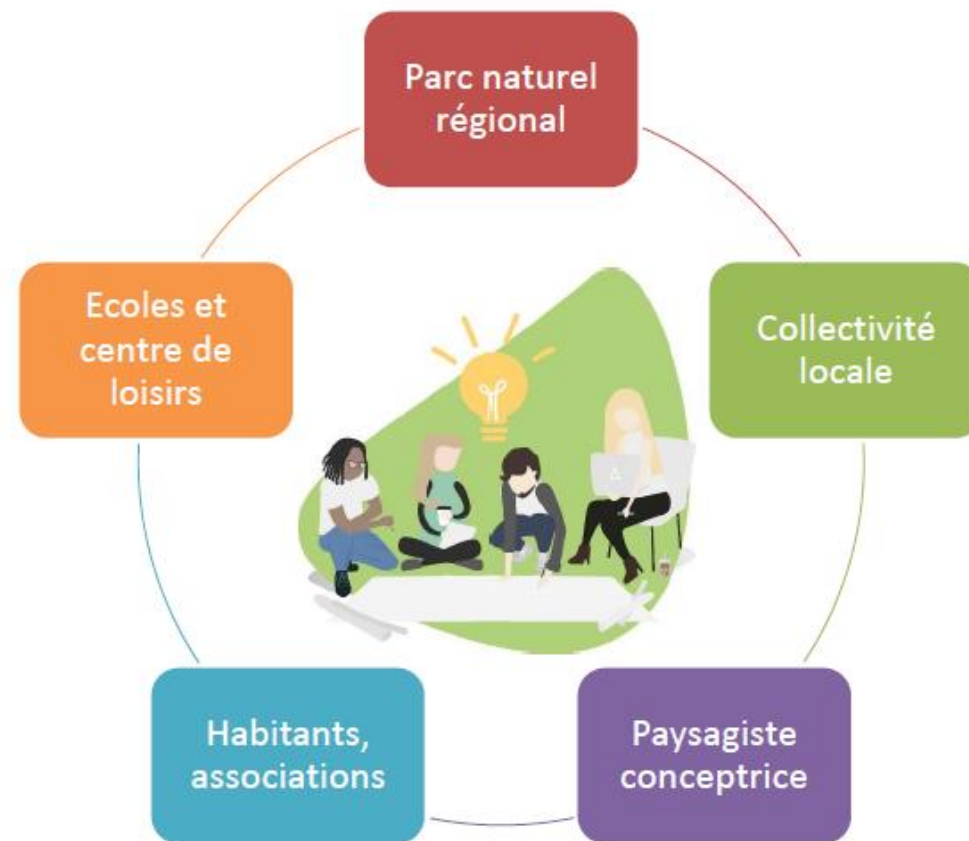 Parc naturel
régional
Ecoles et
centre de
loisirs
Collectivité
locale
Habitants,
associations
Paysagiste
conceptrice